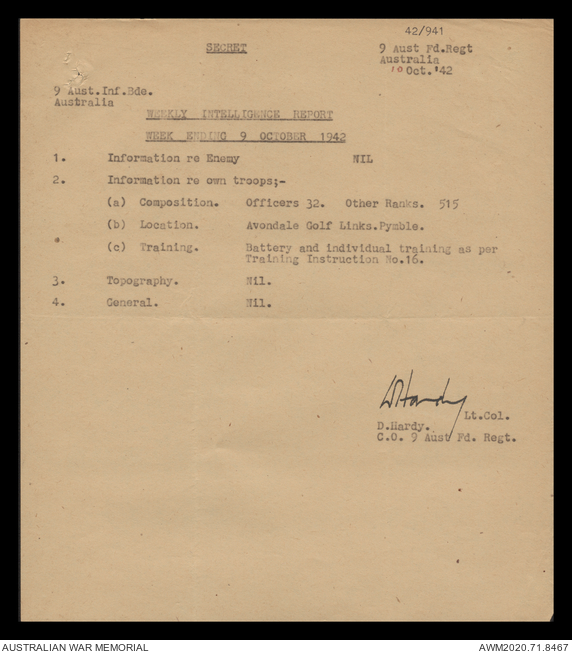 42/941
SECRET
9 Aust Fd.Regt
Australia
10 Oct.'42
9 Aust.Inf.Bde.
Australia
WEEKLY INTELLIGENCE REPORT
WEEK ENDING 9 OCTOBER 1942
1. Information re Enemy NIL
2. Information re own troops;-
(a) Composition. Officers 32. Other Ranks. 515
(b) Location. Avondale Golf Links.Pymble.
(c) Training. Battery and individual training as per
Training Instruction No.16.
3. Topography. Nil.
4. General. Nil.
DHardy
Lt.Col.
D.Hardy.
C.O. 9 Aust Fd. Regt.
AUSTRALIAN WAR MEMORIAL
AWM2020.71.8467